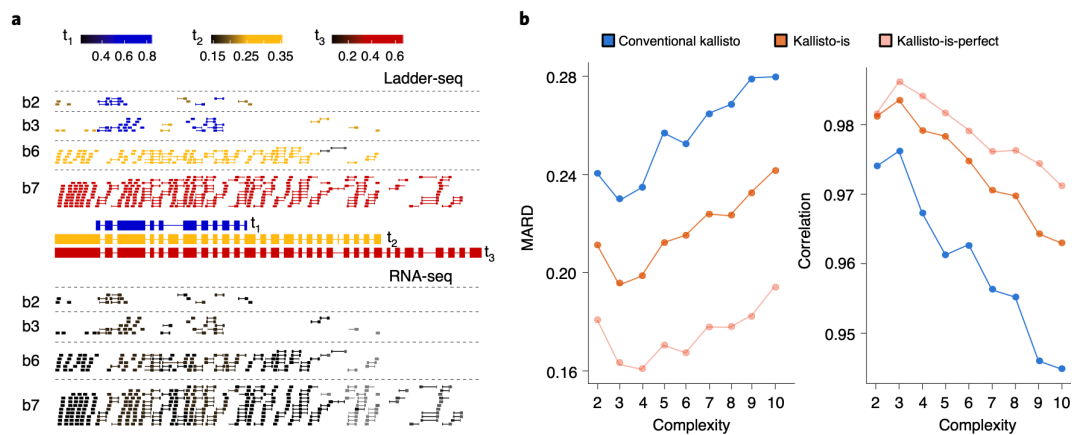 a
t1 t2 t3
0.4 0.6 0.8 0.15 0.25 0.35 0.2 0.4 0.6
Ladder-seq
b2
b3
b6
b7
t1
t2
t3
RNA-seq
b2
b3
b6
b7
b
Conventional kallisto Kallisto-is Kallisto-is-perfect
MARD
0.28
0.24
0.20
0.16
2 3 4 5 6 7 8 9 10
Complexity
Correlation
0.98
0.97
0.96
0.95
2 3 4 5 6 7 8 9 10
Complexity